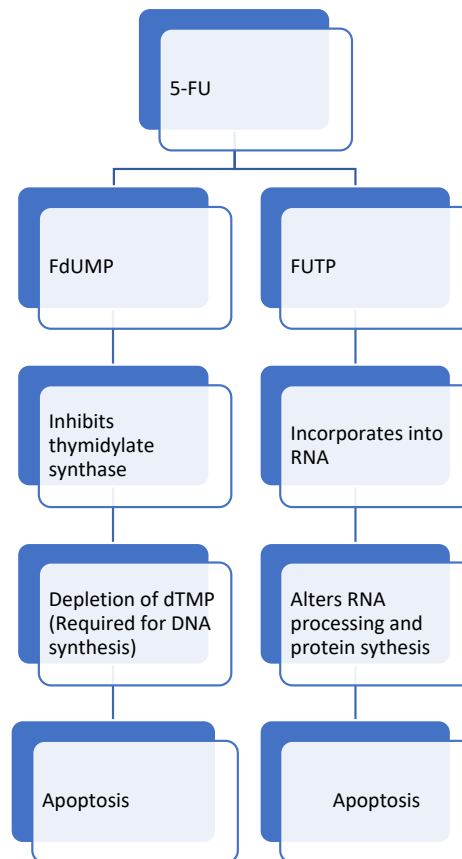 5-FU
FdUMP
FUTP
Inhibits
thymidylate
synthase
Incorporates into
RNA
Depletion of dTMP
(Required for DNA
synthesis)
Alters RNA
processing and
protein sythesis
Apoptosis
Apoptosis